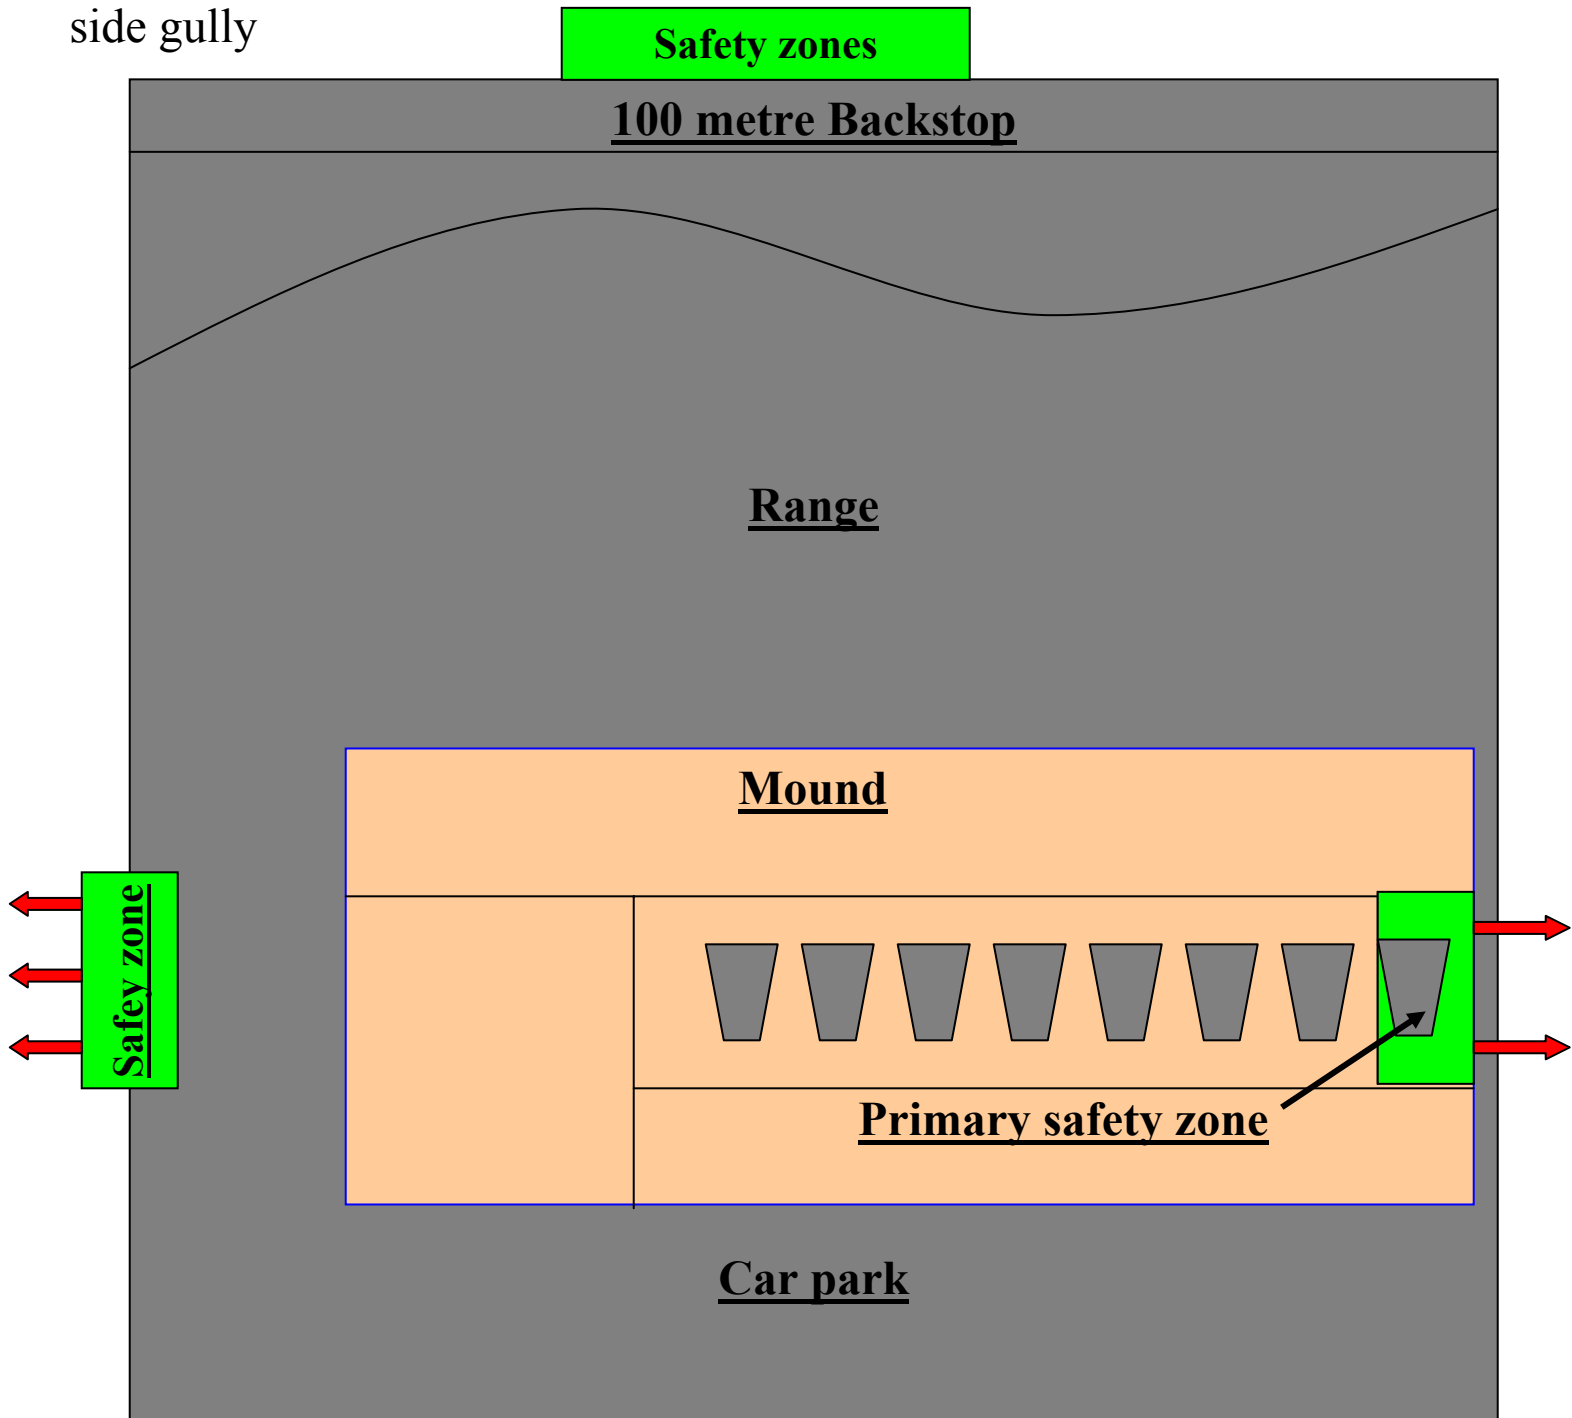 side gully
Safety zones
100 metre Backstop
Range
Mound
Safey zone
Primary safety zone
Car park